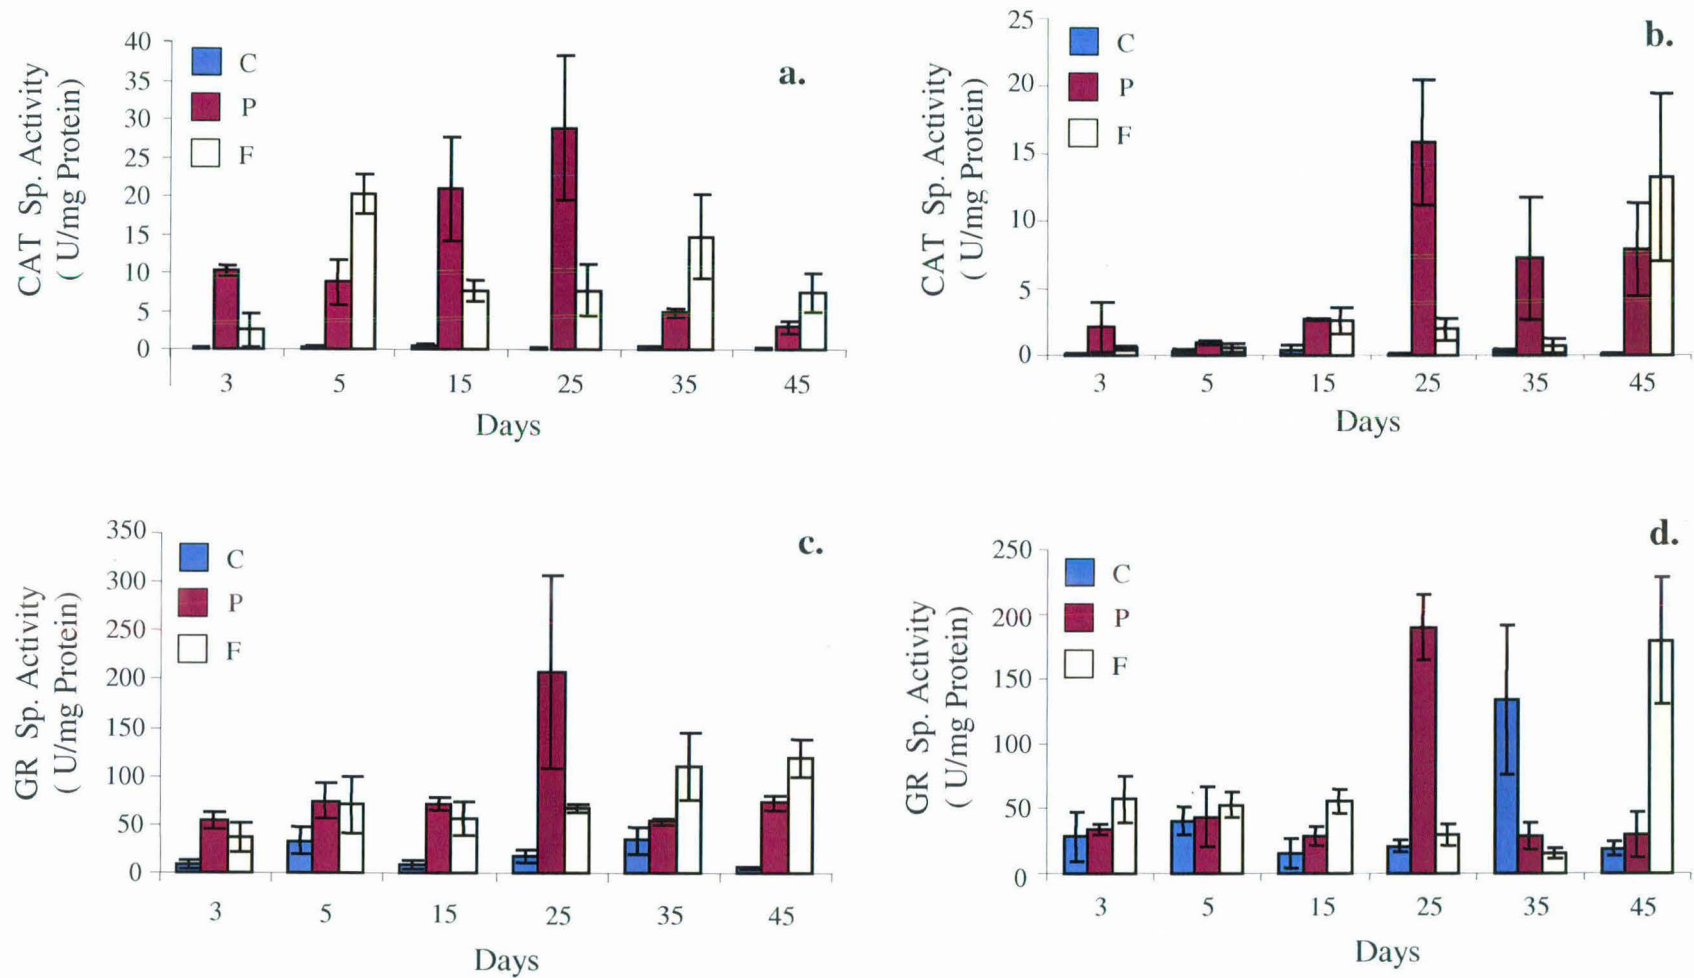 a.
CAT Sp. Activity
( U/mg Protein)
40
35
30
25
20
15
10
5
0
C
P
F
3 5 15 25 35 45
Days
b.
CAT Sp. Activity
( U/mg Protein)
25
20
15
10
5
0
C
P
F
3 5 15 25 35 45
Days
c.
GR Sp. Activity
( U/mg Protein)
350
300
250
200
150
100
50
0
C
P
F
3 5 15 25 35 45
Days
d.
GR Sp. Activity
( U/mg Protein)
250
200
150
100
50
0
C
P
F
3 5 15 25 35 45
Days